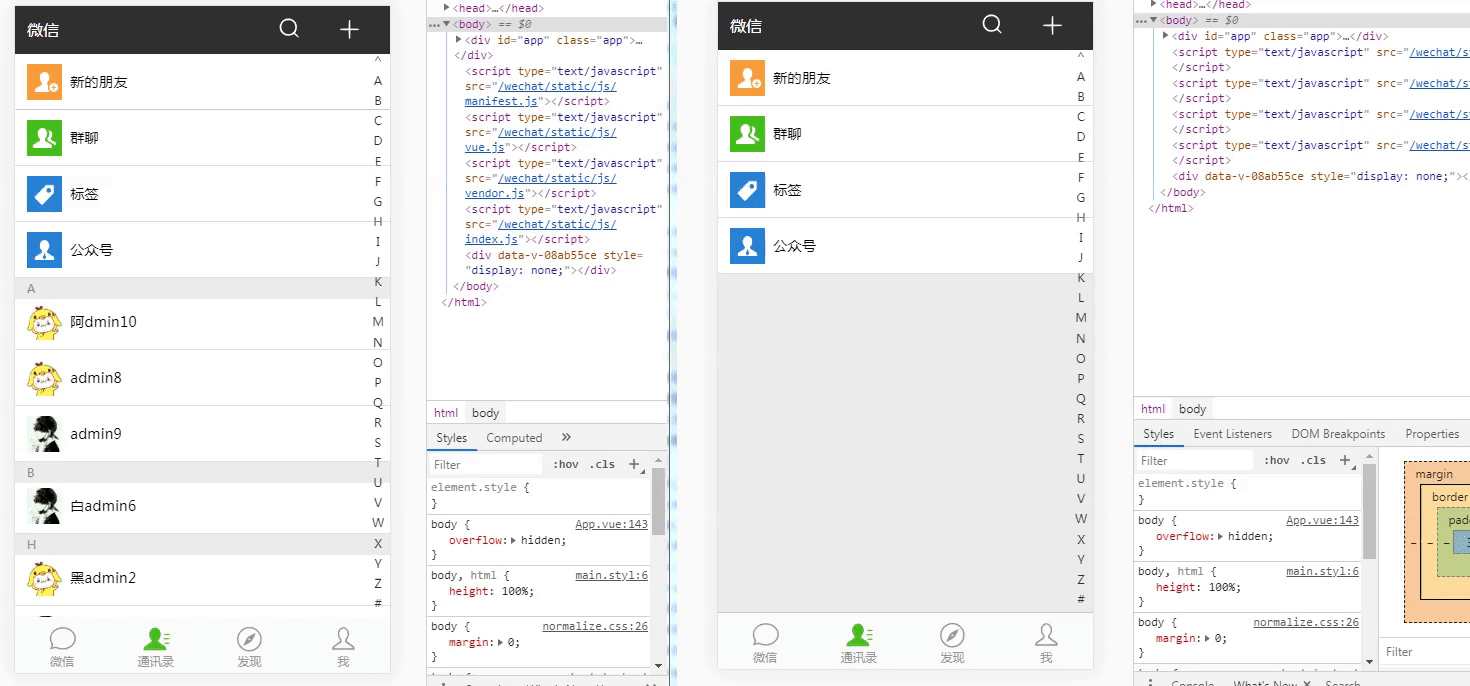 微信
新的朋友
群聊
标签
公众号
A
阿dmin10
admin8
admin9
B
白admin6
H
黑admin2
^
A
B
C
D
E
F
G
H
I
J
K
L
M
N
O
P
Q
R
S
T
U
V
W
X
Y
Z
#
微信
通讯录
发现
我
<head>…</head>
<body> == $0
<div id="app" class="app">…
</div>
<script type="text/javascript"
src="/wechat/static/js/
manifest.js"></script>
<script type="text/javascript"
src="/wechat/static/js/
vue.js"></script>
<script type="text/javascript"
src="/wechat/static/js/
vendor.js"></script>
<script type="text/javascript"
src="/wechat/static/js/
index.js"></script>
<div data-v-08ab55ce style=
"display: none;"></div>
</body>
</html>
html body
Styles Computed »
Filter :hov .cls +
element.style {
}
body { App.vue:143
overflow: hidden;
}
body, html { main.styl:6
height: 100%;
}
body { normalize.css:26
margin: 0;
}
微信
新的朋友
群聊
标签
公众号
^
A
B
C
D
E
F
G
H
I
J
K
L
M
N
O
P
Q
R
S
T
U
V
W
X
Y
Z
#
微信
通讯录
发现
我
<head>…</head>
<body> == $0
<div id="app" class="app">…</div>
<script type="text/javascript" src="/wechat/st
</script>
<script type="text/javascript" src="/wechat/st
</script>
<script type="text/javascript" src="/wechat/st
</script>
<script type="text/javascript" src="/wechat/st
</script>
<div data-v-08ab55ce style="display: none;"><
</body>
</html>
html body
Styles Event Listeners DOM Breakpoints Properties
Filter :hov .cls +
element.style {
}
body { App.vue:143
overflow: hidden;
}
body, html { main.styl:6
height: 100%;
}
body { normalize.css:26
margin: 0;
}
margin
border
Filter
Console What's New × Search